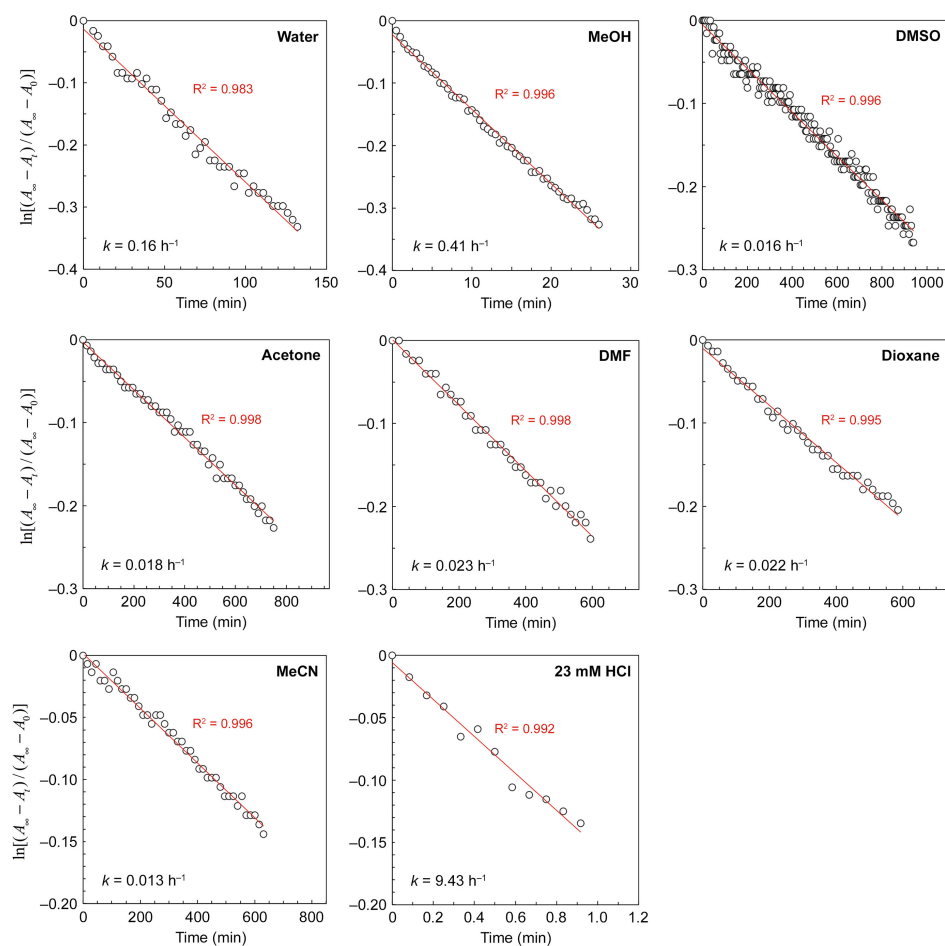 Water
R² = 0.983
k = 0.16 h⁻¹
ln[(A∞ − At) / (A∞ − A0)]
0
−0.1
−0.2
−0.3
−0.4
0 50 100 150
Time (min)
MeOH
R² = 0.996
k = 0.41 h⁻¹
0
−0.1
−0.2
−0.3
−0.4
0 10 20 30
Time (min)
DMSO
R² = 0.996
k = 0.016 h⁻¹
0
−0.1
−0.2
−0.3
0 200 400 600 800 1000
Time (min)
Acetone
R² = 0.998
k = 0.018 h⁻¹
ln[(A∞ − At) / (A∞ − A0)]
0
−0.1
−0.2
−0.3
0 200 400 600 800
Time (min)
DMF
R² = 0.998
k = 0.023 h⁻¹
0
−0.1
−0.2
−0.3
0 200 400 600
Time (min)
Dioxane
R² = 0.995
k = 0.022 h⁻¹
0
−0.1
−0.2
−0.3
0 200 400 600
Time (min)
MeCN
R² = 0.996
k = 0.013 h⁻¹
ln[(A∞ − At) / (A∞ − A0)]
0
−0.05
−0.10
−0.15
−0.20
0 200 400 600 800
Time (min)
23 mM HCl
R² = 0.992
k = 9.43 h⁻¹
0
−0.05
−0.10
−0.15
−0.20
0 0.2 0.4 0.6 0.8 1.0 1.2
Time (min)